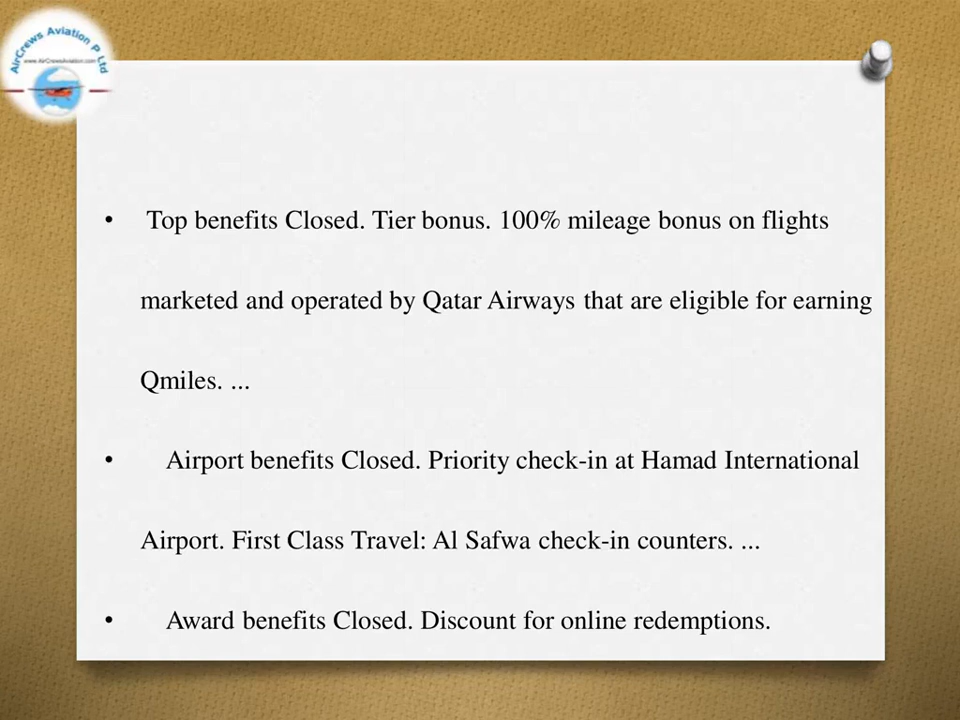 AirCrews Aviation P Ltd
www.AirCrewsAviation.com
• Top benefits Closed. Tier bonus. 100% mileage bonus on flights
marketed and operated by Qatar Airways that are eligible for earning
Qmiles. ...
• Airport benefits Closed. Priority check-in at Hamad International
Airport. First Class Travel: Al Safwa check-in counters. ...
• Award benefits Closed. Discount for online redemptions.